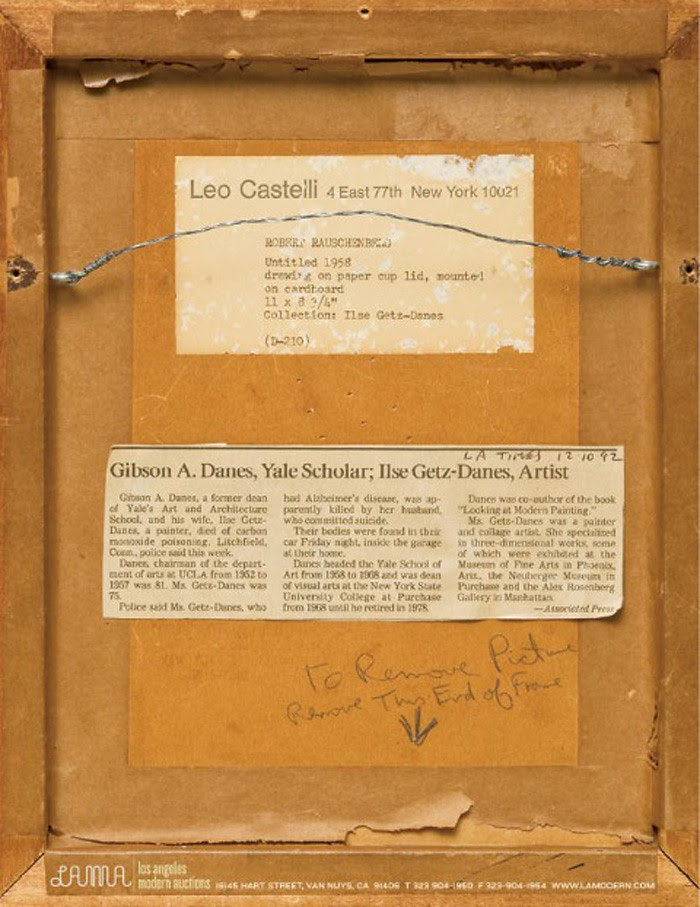 Leo Castelli 4 East 77th New York 10021
ROBERT RAUSCHENBERG
Untitled 1958
drawing on paper cup lid, mounted
on cardboard
11 x 8 3/4"
Collection: Ilse Getz-Danes
(D-210)
LA TIMES 12 10 92
Gibson A. Danes, Yale Scholar; Ilse Getz-Danes, Artist
Gibson A. Danes, a former dean
of Yale's Art and Architecture
School, and his wife, Ilse Getz-
Danes, a painter, died of carbon
monoxide poisoning, Litchfield,
Conn., police said this week.
Danes, chairman of the depart-
ment of arts at UCLA from 1952 to
1957 was 81. Ms. Getz-Danes was
75.
Police said Ms. Getz-Danes, who
had Alzheimer's disease, was ap-
parently killed by her husband,
who committed suicide.
Their bodies were found in their
car Friday night, inside the garage
at their home.
Danes headed the Yale School of
Art from 1958 to 1968 and was dean
of visual arts at the New York State
University College at Purchase
from 1968 until he retired in 1978.
Danes was co-author of the book
"Looking at Modern Painting."
Ms. Getz-Danes was a painter
and collage artist. She specialized
in three-dimensional works, some
of which were exhibited at the
Museum of Fine Arts in Phoenix,
Ariz., the Neuberger Museum in
Purchase and the Alex Rosenberg
Gallery in Manhattan.
—Associated Press
To Remove Picture
Remove This End of Frame
LAMA los angeles
modern auctions 16145 HART STREET, VAN NUYS, CA 91406 T 323-904-1950 F 323-904-1954 WWW.LAMODERN.COM